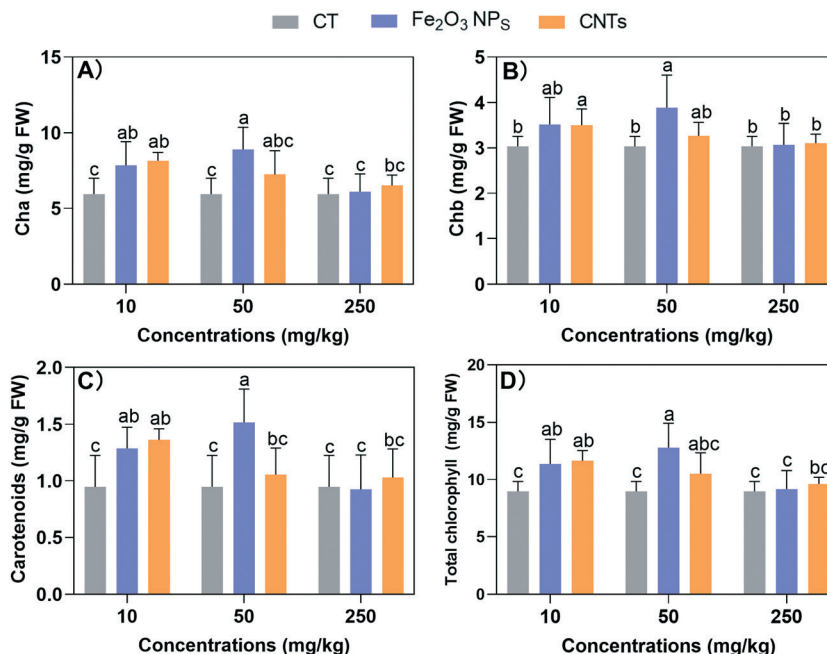 CT Fe₂O₃ NPS CNTs
A)
Cha (mg/g FW)
15
10
5
0
c ab ab c a abc c c bc
10 50 250
Concentrations (mg/kg)
B)
Chb (mg/g FW)
5
4
3
2
1
0
b ab a b a ab b b b
10 50 250
Concentrations (mg/kg)
C)
Carotenoids (mg/g FW)
2.0
1.5
1.0
0.5
0.0
c ab ab c a bc c c bc
10 50 250
Concentrations (mg/kg)
D)
Total chlorophyll (mg/g FW)
20
15
10
5
0
c ab ab c a abc c c bc
10 50 250
Concentrations (mg/kg)